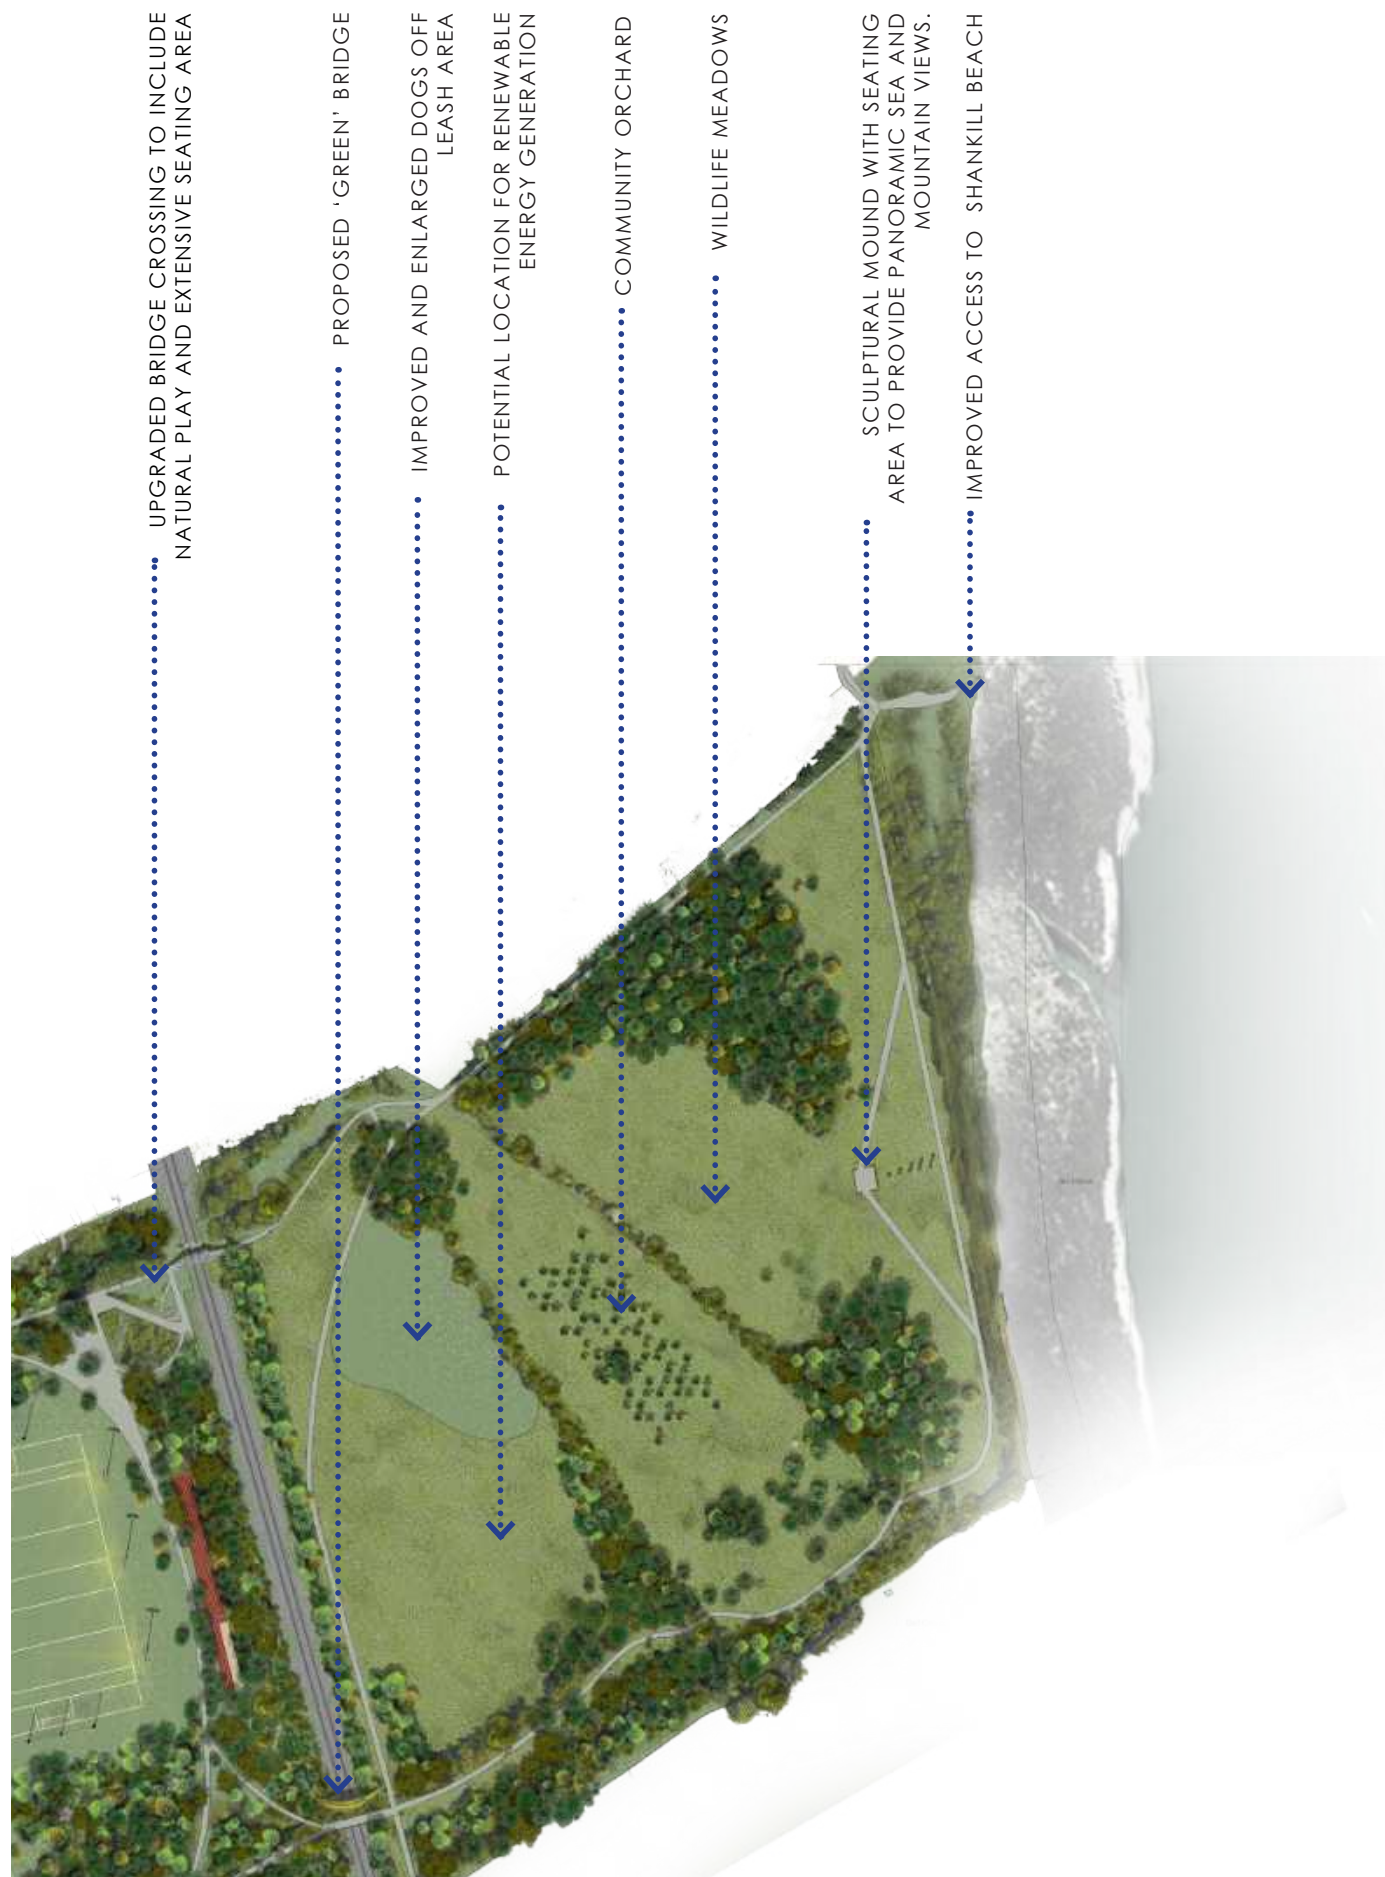 UPGRADED BRIDGE CROSSING TO INCLUDE
NATURAL PLAY AND EXTENSIVE SEATING AREA
PROPOSED ‘GREEN’ BRIDGE
IMPROVED AND ENLARGED DOGS OFF
LEASH AREA
POTENTIAL LOCATION FOR RENEWABLE
ENERGY GENERATION
COMMUNITY ORCHARD
WILDLIFE MEADOWS
SCULPTURAL MOUND WITH SEATING
AREA TO PROVIDE PANORAMIC SEA AND
MOUNTAIN VIEWS.
IMPROVED ACCESS TO SHANKILL BEACH